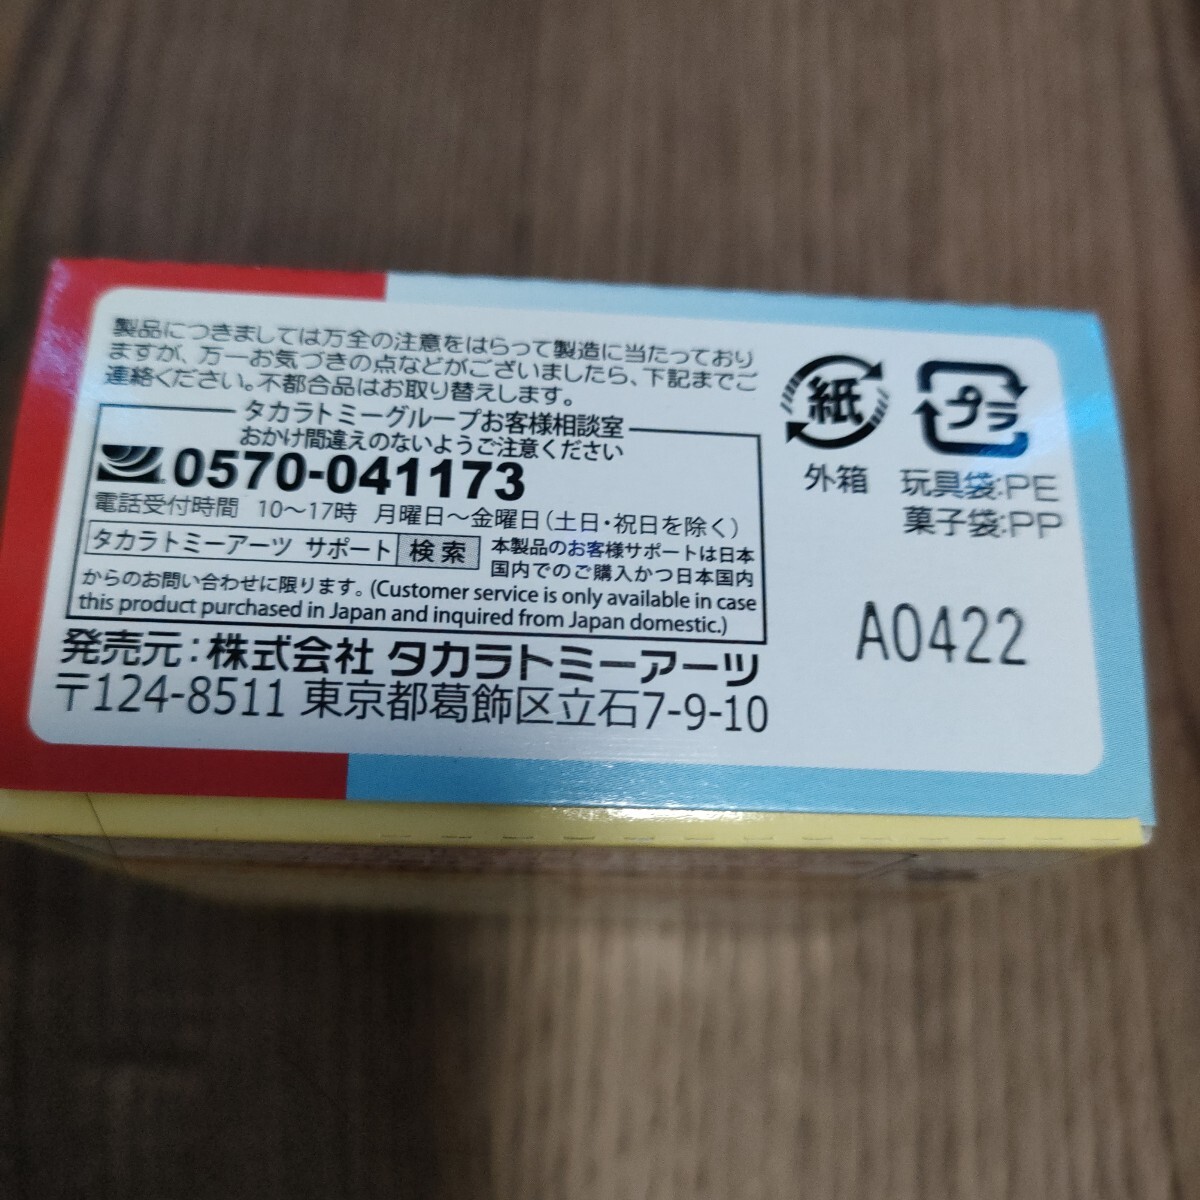 製品につきましては万全の注意をはらって製造に当たっており
ますが、万一お気づきの点などがございましたら、下記までご
連絡ください。不都合品はお取り替えします。
タカラトミーグループお客様相談室
おかけ間違えのないようご注意ください
0570-041173
電話受付時間 10～17時 月曜日～金曜日(土日・祝日を除く)
タカラトミーアーツ サポート 検索
本製品のお客様サポートは日本
国内でのご購入かつ日本国内
からのお問い合わせに限ります。(Customer service is only available in case
this product purchased in Japan and inquired from Japan domestic.)
発売元：株式会社 タカラトミーアーツ
〒124-8511 東京都葛飾区立石7-9-10
紙
外箱
プラ
玩具袋:PE
菓子袋:PP
A0422